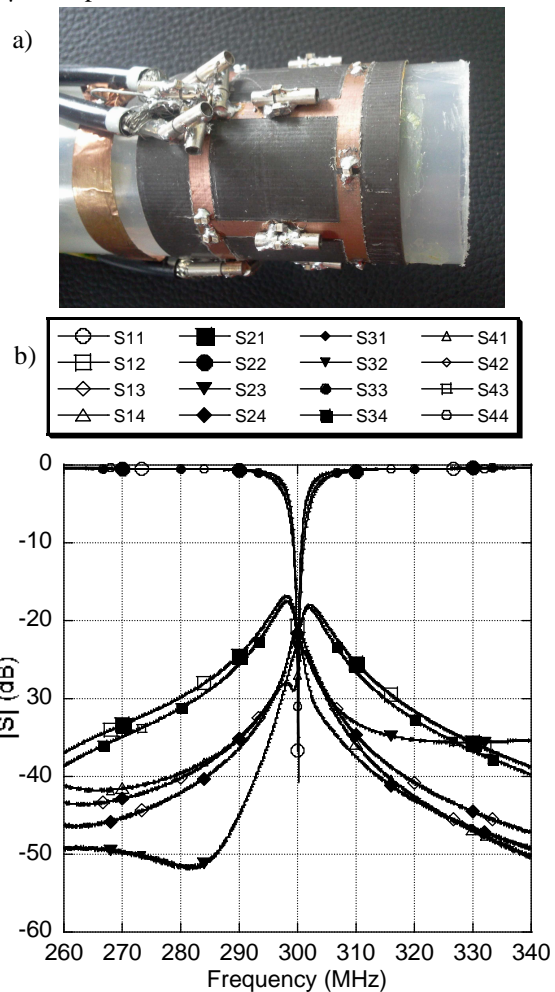 a)
b)
S11 S21 S31 S41
S12 S22 S32 S42
S13 S23 S33 S43
S14 S24 S34 S44
0
-10
-20
-30
-40
-50
-60
|S| (dB)
260 270 280 290 300 310 320 330 340
Frequency (MHz)